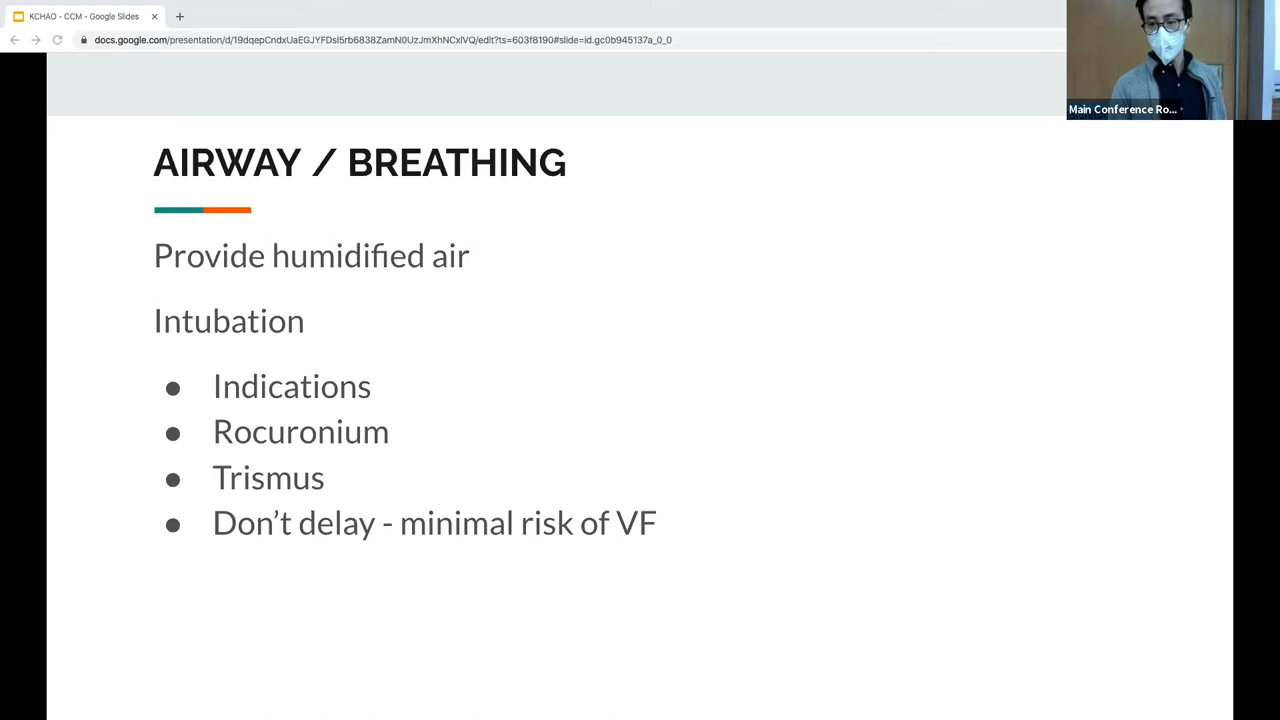 KCHAO - CCM - Google Slides
docs.google.com/presentation/d/19dqepCndxUaEGJYFDsl5rb6838ZamN0UzJmXhNCxIVQ/edit?ts=603f8190#slide=id.gc0b945137a_0_0
Main Conference Ro...
AIRWAY / BREATHING
Provide humidified air
Intubation
● Indications
● Rocuronium
● Trismus
● Don’t delay - minimal risk of VF